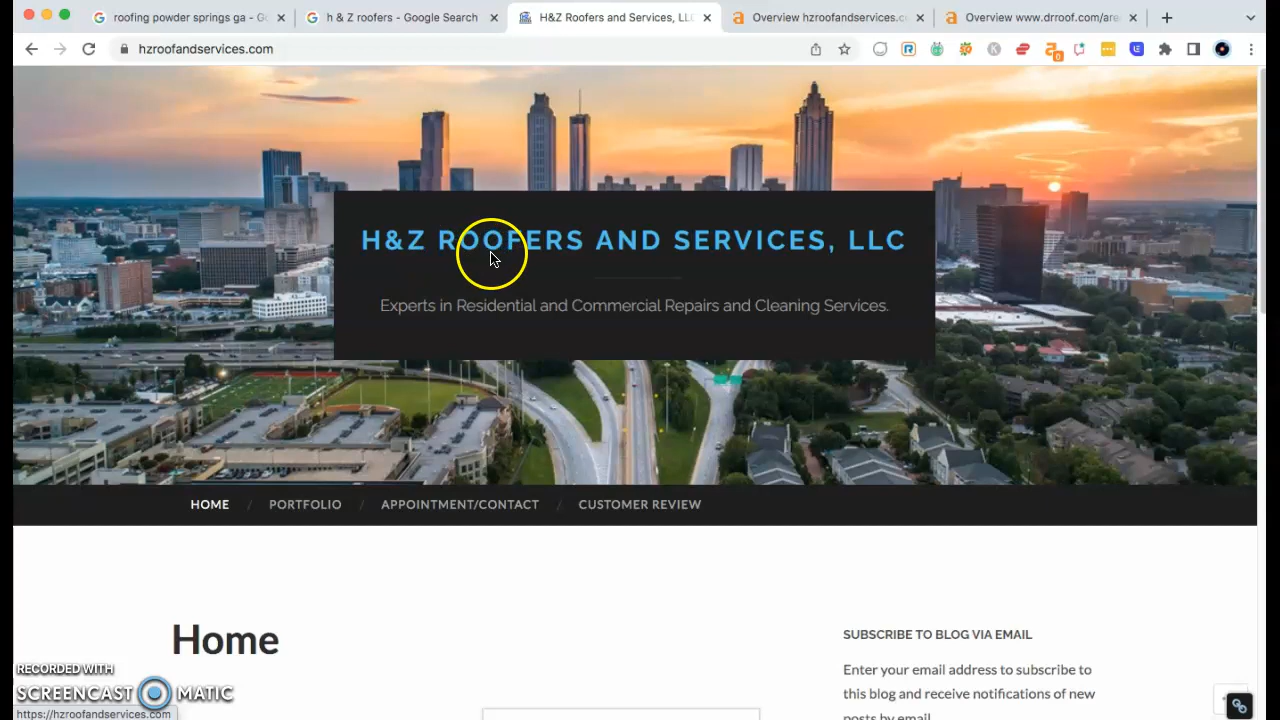 roofing powder springs ga - G
h & Z roofers - Google Search
H&Z Roofers and Services, LLC
Overview hzroofandservices.c
Overview www.drroof.com/are
hzroofandservices.com
H&Z ROOFERS AND SERVICES, LLC
Experts in Residential and Commercial Repairs and Cleaning Services.
HOME / PORTFOLIO / APPOINTMENT/CONTACT / CUSTOMER REVIEW
Home
SUBSCRIBE TO BLOG VIA EMAIL
Enter your email address to subscribe to
this blog and receive notifications of new
posts by email.
RECORDED WITH
SCREENCAST MATIC
https://hzroofandservices.com